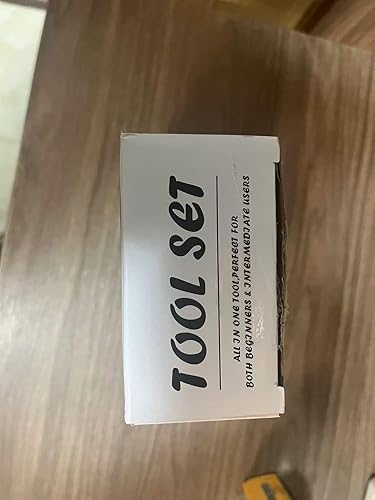 TOOL SET
ALL IN ONE TOOL,PERFECT FOR
BOTH BEGINNERS & INTERMEDIATE USERS